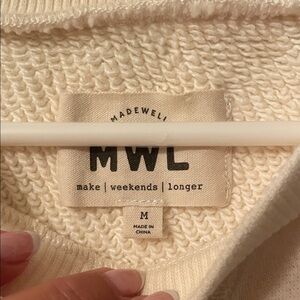 MADEWELL
MWL
make | weekends | longer
M
MADE IN
CHINA